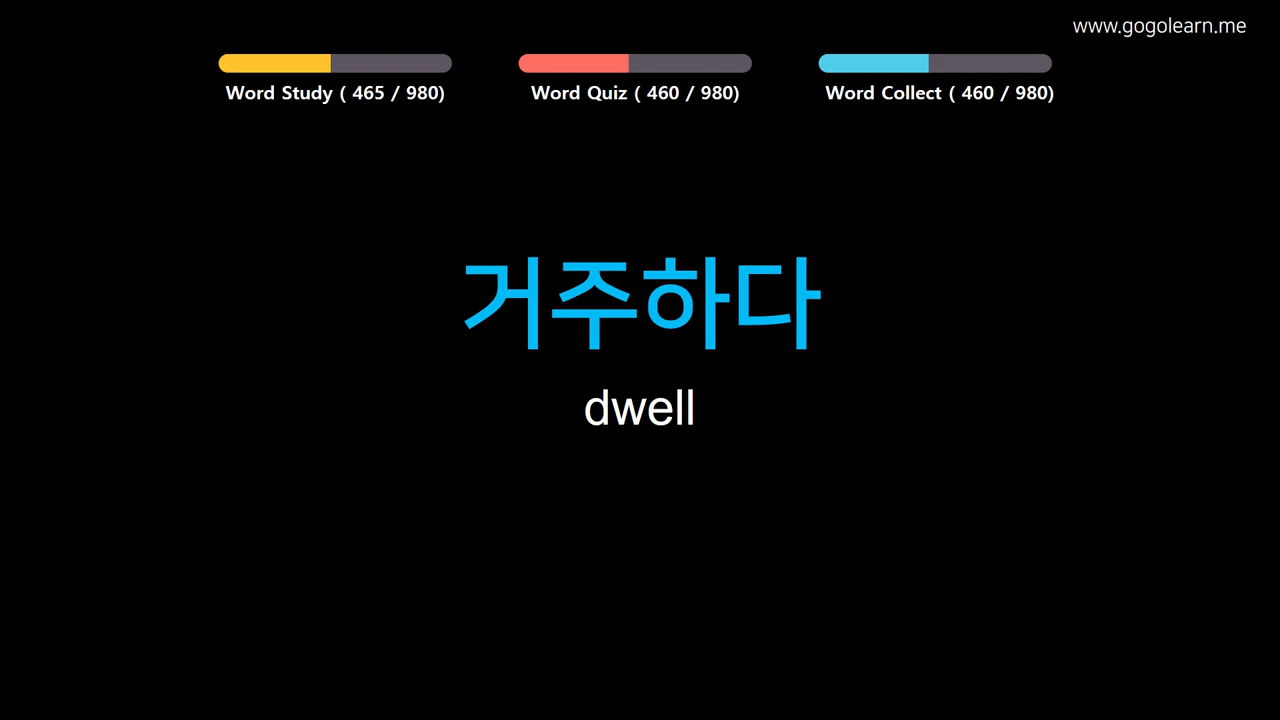 www.gogolearn.me
Word Study ( 465 / 980)
Word Quiz ( 460 / 980)
Word Collect ( 460 / 980)
거주하다
dwell